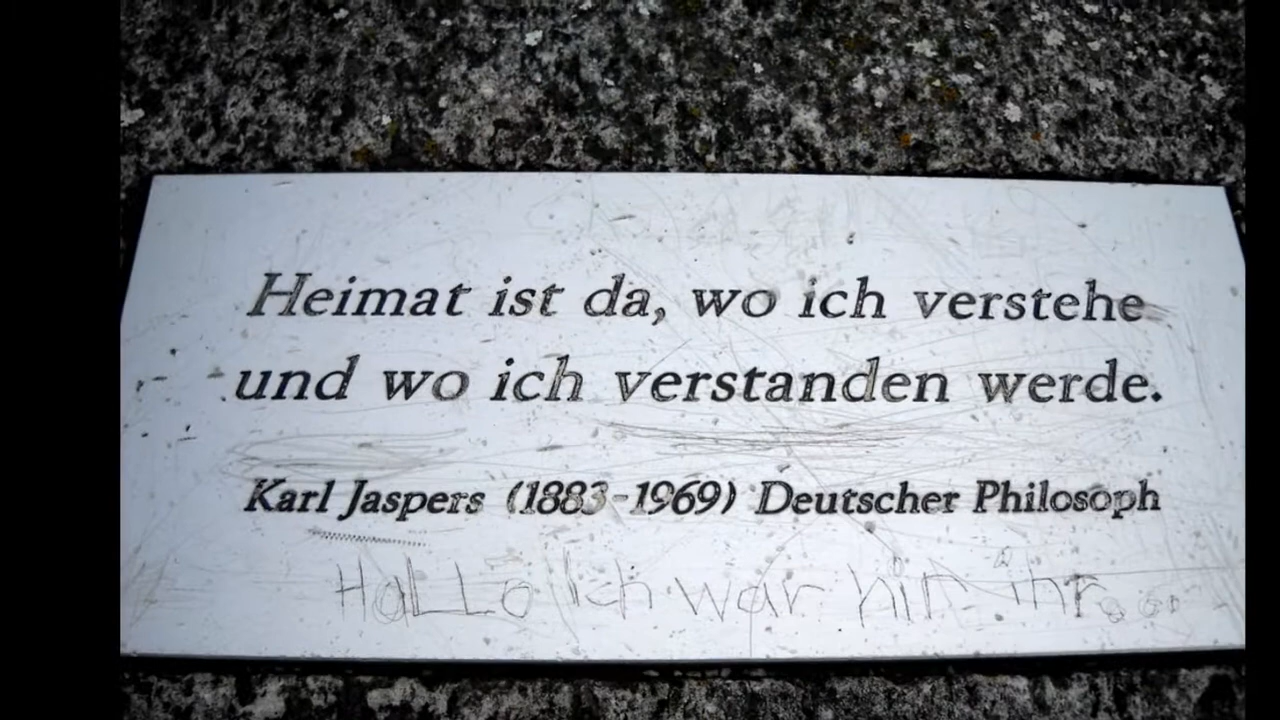 Heimat ist da, wo ich verstehe
und wo ich verstanden werde.
Karl Jaspers (1883-1969) Deutscher Philosoph
HaLLo Ich war